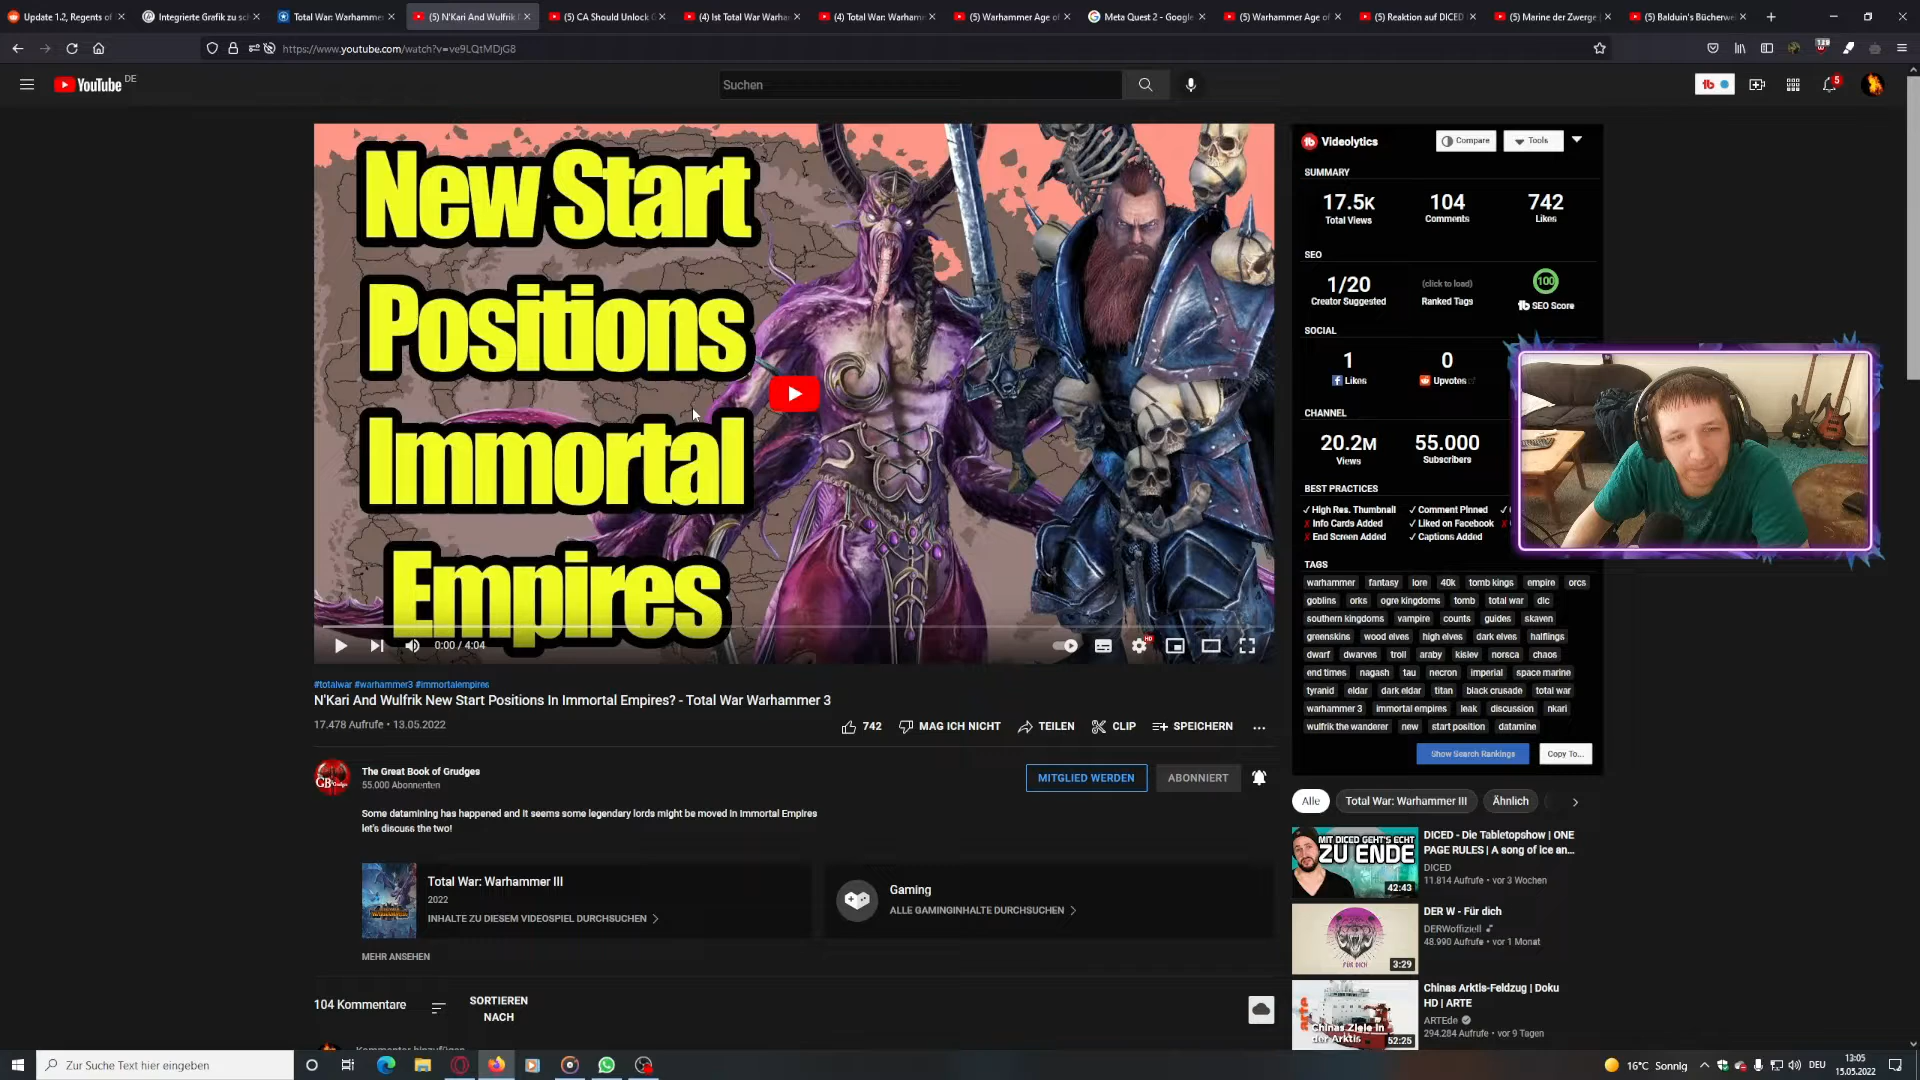 Update 1.2, Regents of
Integrierte Grafik zu sc
Total War: Warhammer
(5) N'Kari And Wulfrik
(5) CA Should Unlock
(4) Ist Total War Warha
(4) Total War: Warham
(5) Warhammer Age of
Meta Quest 2 - Google
(5) Warhammer Age of
(5) Reaktion auf DICED
(5) Marine der Zwerge
(5) Balduin's Bücherwe
https://www.youtube.com/watch?v=ve9LQtMDjG8
YouTube DE
Suchen
5
New Start
Positions
Immortal
Empires
0:00 / 4:04
HD
#totalwar #warhammer3 #immortalempires
N'Kari And Wulfrik New Start Positions In Immortal Empires? - Total War Warhammer 3
17.478 Aufrufe • 13.05.2022
742
MAG ICH NICHT
TEILEN
CLIP
SPEICHERN
The Great Book of Grudges
55.000 Abonnenten
MITGLIED WERDEN
ABONNIERT
Some datamining has happened and it seems some legendary lords might be moved in Immortal Empires
let's discuss the two!
Total War: Warhammer III
2022
INHALTE ZU DIESEM VIDEOSPIEL DURCHSUCHEN
Gaming
ALLE GAMINGINHALTE DURCHSUCHEN
MEHR ANSEHEN
104 Kommentare
SORTIEREN
NACH
Kommentar hinzufügen
Videolytics
Compare
Tools
SUMMARY
17.5K 104 742
Total Views Comments Likes
SEO
1/20 (click to load) 100
Creator Suggested Ranked Tags SEO Score
SOCIAL
1 0
Likes Upvotes
CHANNEL
20.2M 55.000
Views Subscribers
BEST PRACTICES
High Res. Thumbnail Comment Pinned
Info Cards Added Liked on Facebook
End Screen Added Captions Added
TAGS
warhammer fantasy lore 40k tomb kings empire orcs
goblins orks ogre kingdoms tomb total war dlc
southern kingdoms vampire counts guides skaven
greenskins wood elves high elves dark elves halflings
dwarf dwarves troll araby kislev norsca chaos
end times nagash tau necron imperial space marine
tyranid eldar dark eldar titan black crusade total war
warhammer 3 immortal empires leak discussion nkari
wulfrik the wanderer new start position datamine
Show Search Rankings
Copy To...
Alle
Total War: Warhammer III
Ähnlich
MIT DICED GEHT'S ECHT
ZU ENDE
42:43
DICED - Die Tabletopshow | ONE
PAGE RULES | A song of ice an...
DICED
11.814 Aufrufe • vor 3 Wochen
FÜR DICH
3:29
DER W - Für dich
DERWoffiziell
48.990 Aufrufe • vor 1 Monat
arte
Chinas Ziele in
der Arktis
52:25
Chinas Arktis-Feldzug | Doku
HD | ARTE
ARTEde
294.284 Aufrufe • vor 9 Tagen
Zur Suche Text hier eingeben
16°C Sonnig
DEU
13:05
15.05.2022